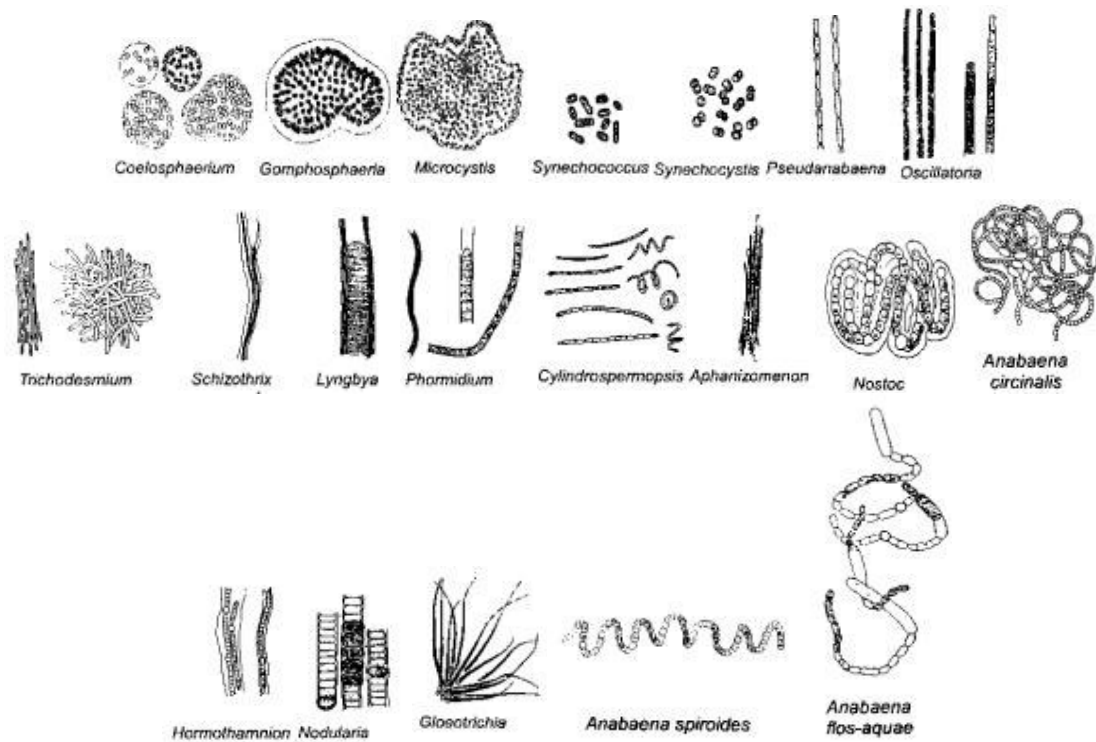 Coelosphaerium
Gomphosphaeria
Microcystis
Synechococcus
Synechocystis
Pseudanabaena
Oscillatoria
Trichodesmium
Schizothrix
Lyngbya
Phormidium
Cylindrospermopsis
Aphanizomenon
Nostoc
Anabaena
circinalis
Hormothamnion
Nodularia
Gloeotrichia
Anabaena spiroides
Anabaena
flos-aquae